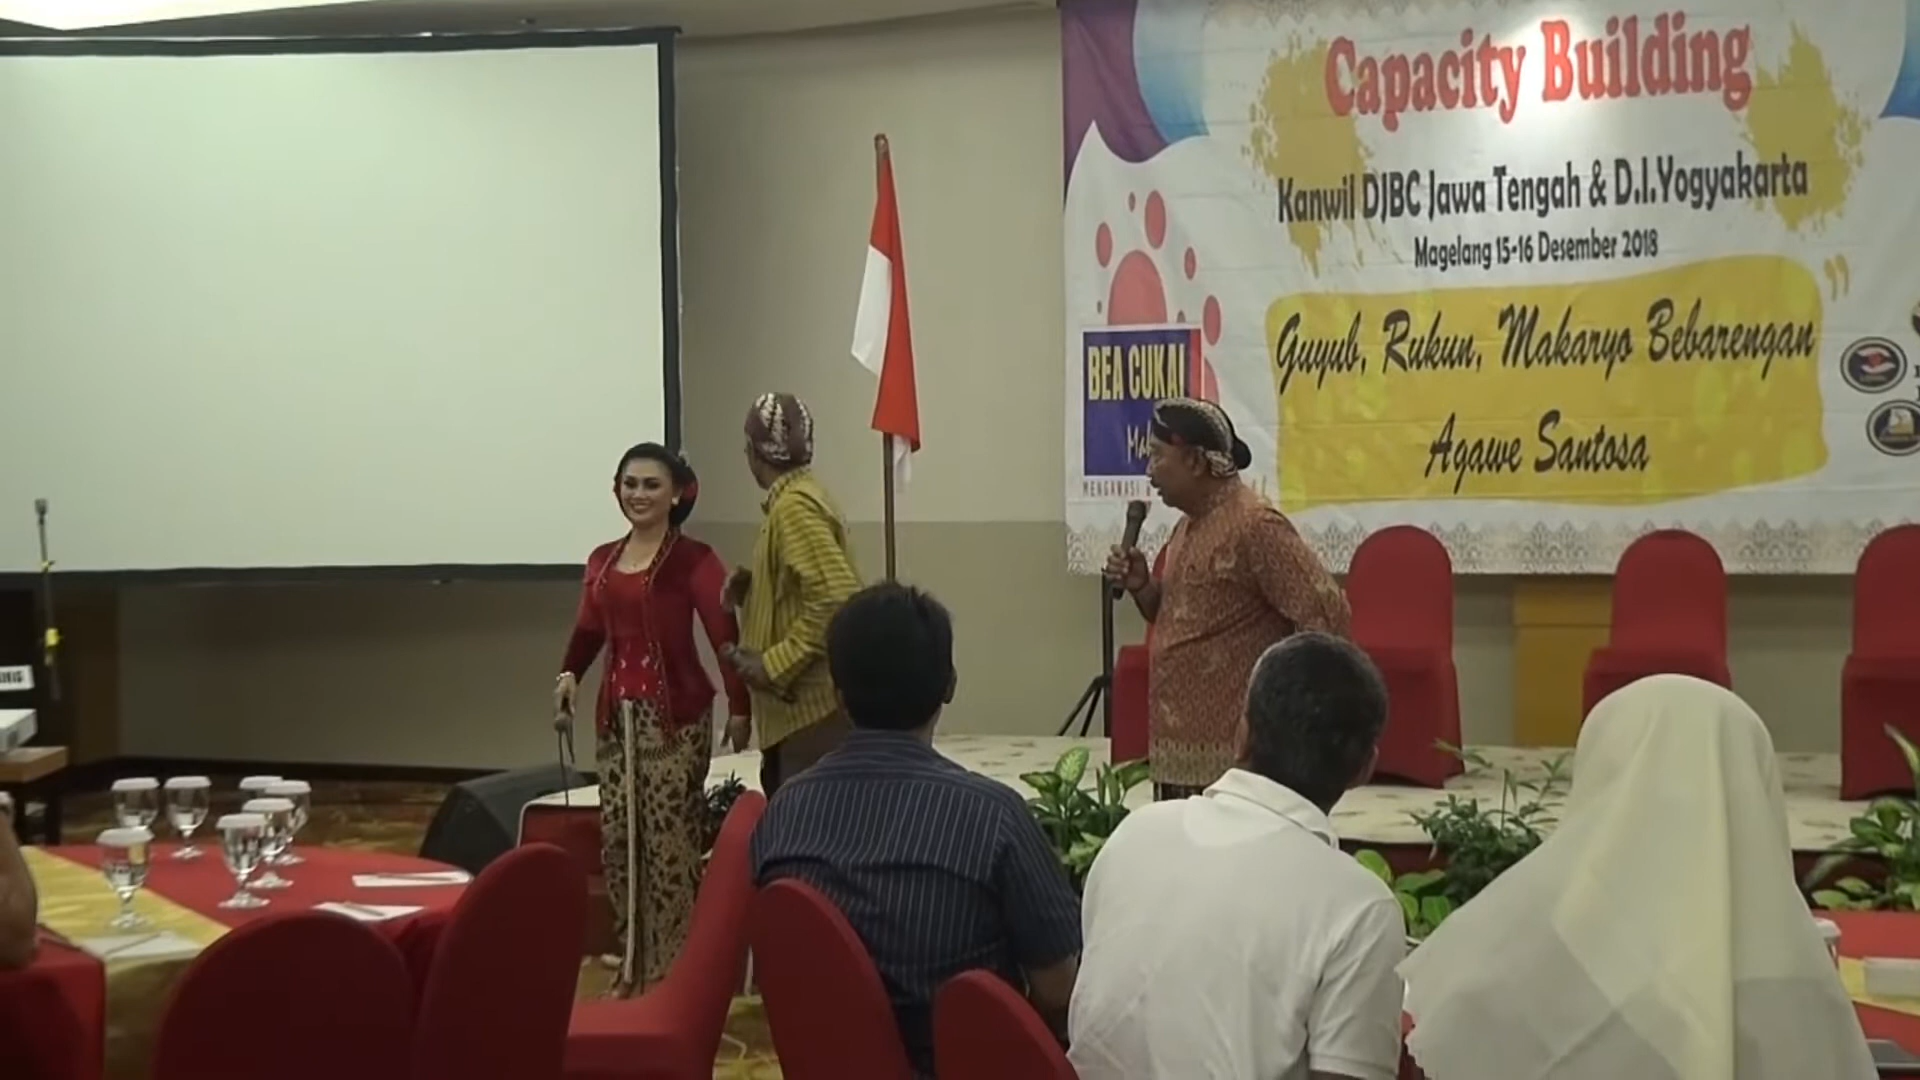 Capacity Building
Kanwil DJBC Jawa Tengah & D.I.Yogyakarta
Magelang 15-16 Desember 2018
Guyub, Rukun, Makaryo Bebarengan
Agawe Santosa
BEA CUKAI
MENGAWASI